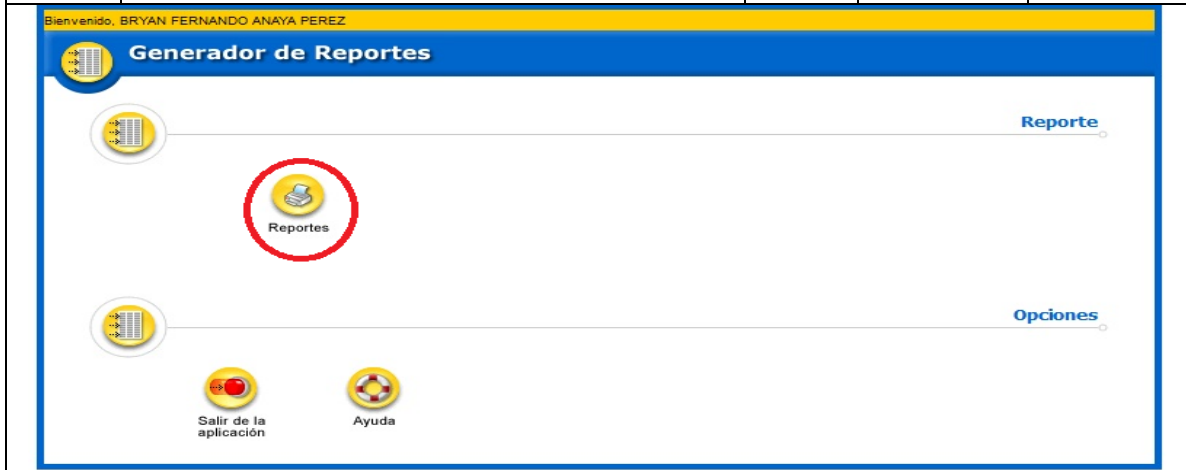 Bienvenido, BRYAN FERNANDO ANAYA PEREZ
Generador de Reportes
Reporte
Reportes
Opciones
Salir de la
aplicación
Ayuda